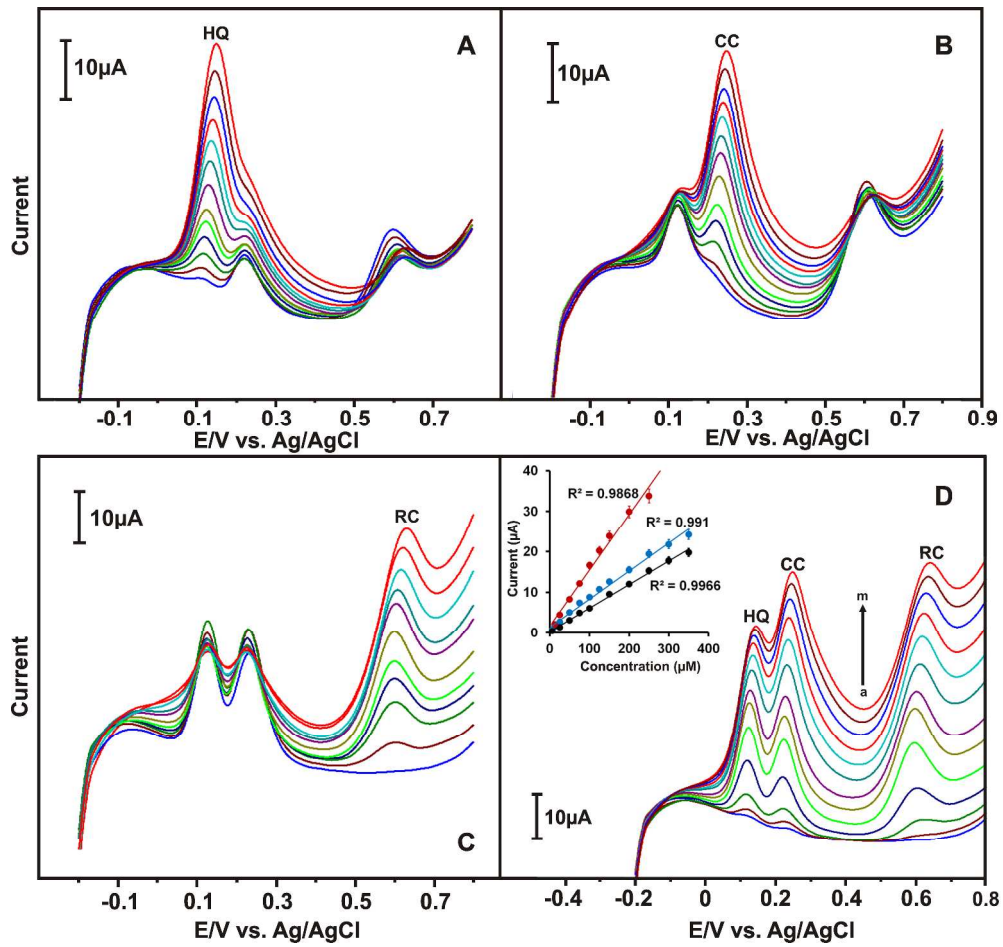 HQ
A
10µA
Current
-0.1 0.1 0.3 0.5 0.7
E/V vs. Ag/AgCl
CC
B
10µA
-0.1 0.1 0.3 0.5 0.7 0.9
E/V vs. Ag/AgCl
10µA
RC
C
Current
-0.1 0.1 0.3 0.5 0.7
E/V vs. Ag/AgCl
D
40
30
20
10
0
Current (µA)
R² = 0.9868
R² = 0.991
R² = 0.9966
0 100 200 300 400
Concentration (µM)
HQ
CC
RC
m
a
10µA
-0.4 -0.2 0 0.2 0.4 0.6 0.8
E/V vs. Ag/AgCl